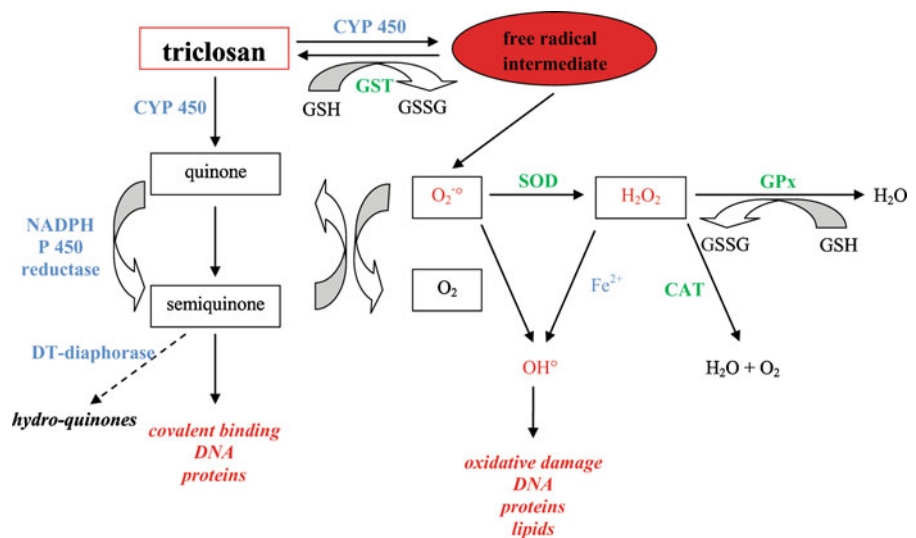 CYP 450
triclosan
free radical
intermediate
GST
GSH
GSSG
CYP 450
quinone
O₂⁻°
SOD
H₂O₂
GPx
H₂O
NADPH
P 450
reductase
GSSG
GSH
semiquinone
O₂
Fe²⁺
CAT
DT-diaphorase
OH°
H₂O + O₂
hydro-quinones
covalent binding
DNA
proteins
oxidative damage
DNA
proteins
lipids